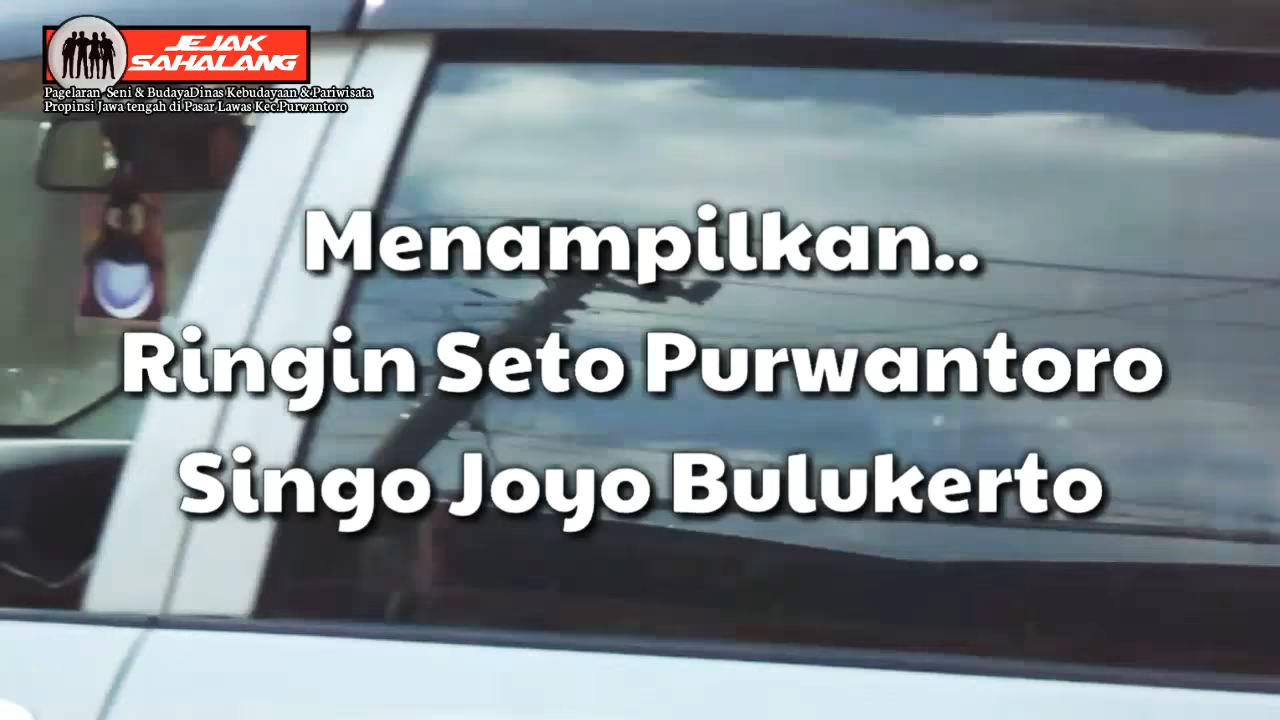 JEJAK
SAHALANG
Pagelaran Seni & BudayaDinas Kebudayaan & Pariwisata
Propinsi Jawa tengah di Pasar Lawas Kec.Purwantoro
Menampilkan..
Ringin Seto Purwantoro
Singo Joyo Bulukerto